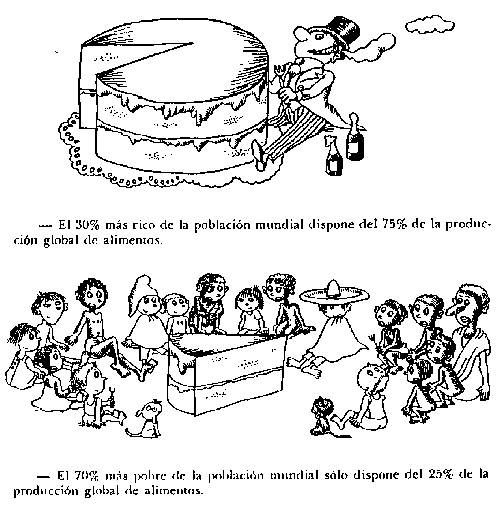 — El 30% más rico de la población mundial dispone del 75% de la produc-
ción global de alimentos.
— El 70% más pobre de la población mundial sólo dispone del 25% de la
producción global de alimentos.